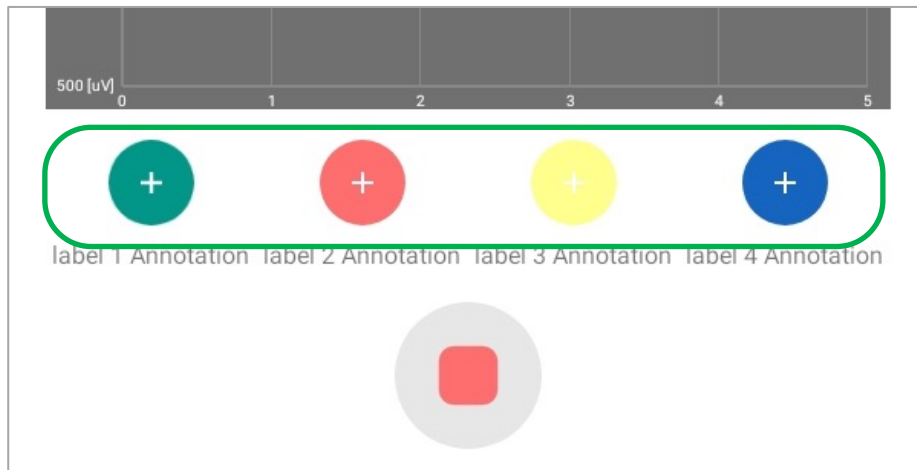 500 [uV]
0 1 2 3 4 5
+ + + +
label 1 Annotation label 2 Annotation label 3 Annotation label 4 Annotation